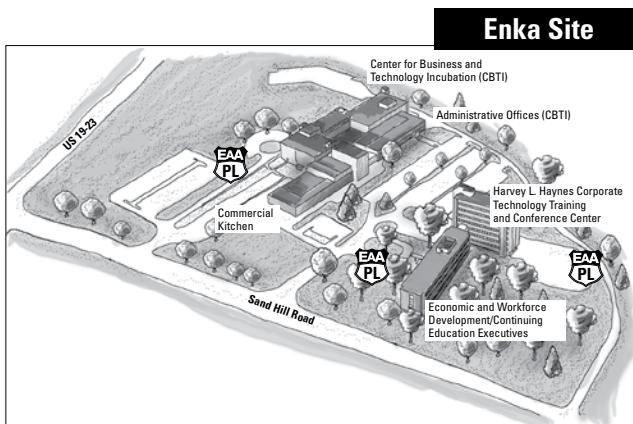 Enka Site
Center for Business and
Technology Incubation (CBTI)
Administrative Offices (CBTI)
US 19-23
EAA
PL
Harvey L. Haynes Corporate
Technology Training
and Conference Center
Commercial
Kitchen
EAA
PL
EAA
PL
Sand Hill Road
Economic and Workforce
Development/Continuing
Education Executives